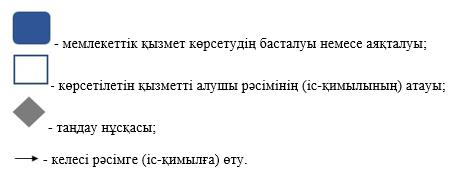 - мемлекеттік қызмет көрсетудің басталуы немесе аяқталуы;
- көрсетілетін қызметті алушы рәсімінің (іс-қимылының) атауы;
- таңдау нұсқасы;
- келесі рәсімге (іс-қимылға) өту.